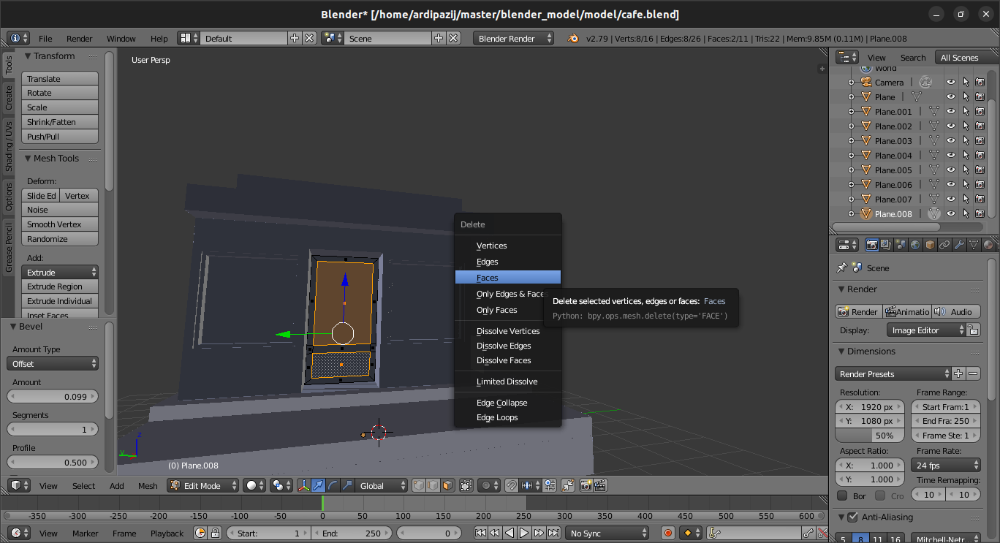 Blender* [/home/ardipazij/master/blender_model/model/cafe.blend]
File Render Window Help Default Scene Blender Render v2.79 | Verts:8/16 | Edges:8/26 | Faces:2/11 | Tris:22 | Mem:9.85M (0.11M) | Plane.008
Tools
Create
Shading / UVs
Options
Grease Pencil
Transform
Translate
Rotate
Scale
Shrink/Fatten
Push/Pull
Mesh Tools
Deform:
Slide Ed Vertex
Noise
Smooth Vertex
Randomize
Add:
Extrude
Extrude Region
Extrude Individual
Inset Faces
Bevel
Amount Type
Offset
Amount
0.099
Segments
1
Profile
0.500
User Persp
z
y
(0) Plane.008
Delete
Vertices
Edges
Faces
Only Edges & Faces
Only Faces
Dissolve Vertices
Dissolve Edges
Dissolve Faces
Limited Dissolve
Edge Collapse
Edge Loops
Delete selected vertices, edges or faces: Faces
Python: bpy.ops.mesh.delete(type='FACE')
View Search All Scenes
World
Camera
Plane
Plane.001
Plane.002
Plane.003
Plane.004
Plane.005
Plane.006
Plane.007
Plane.008
Scene
Render
Render Animatio Audio
Display: Image Editor
Dimensions
Render Presets
Resolution: Frame Range:
X: 1920 px Start Fram:1
Y: 1080 px End Fra: 250
50% Frame Ste: 1
Aspect Ratio: Frame Rate:
X: 1.000 24 fps
Y: 1.000 Time Remapping:
Bor Cro 10 10
Anti-Aliasing
5 8 11 16 Mitchell-Netr...
View Select Add Mesh Edit Mode Global
-350 -300 -250 -200 -150 -100 -50 0 50 100 150 200 250 300 350 400 450 500 550 600
View Marker Frame Playback Start: 1 End: 250 0 No Sync